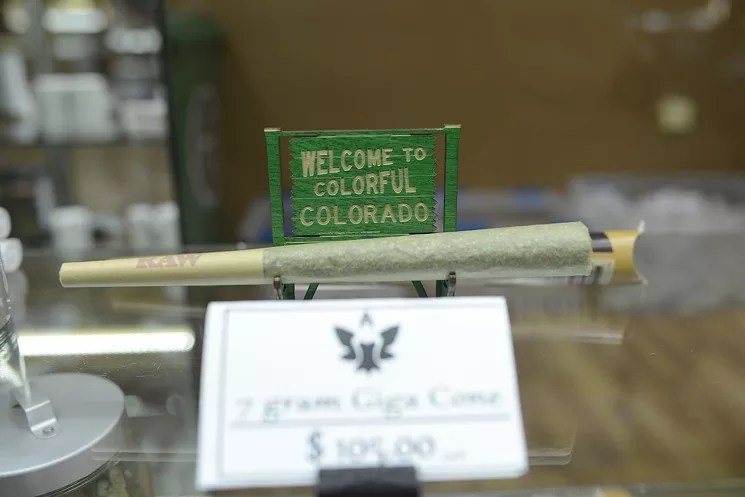 WELCOME TO
COLORFUL
COLORADO
RAW
A
7 gram Giga Cone
$105.00